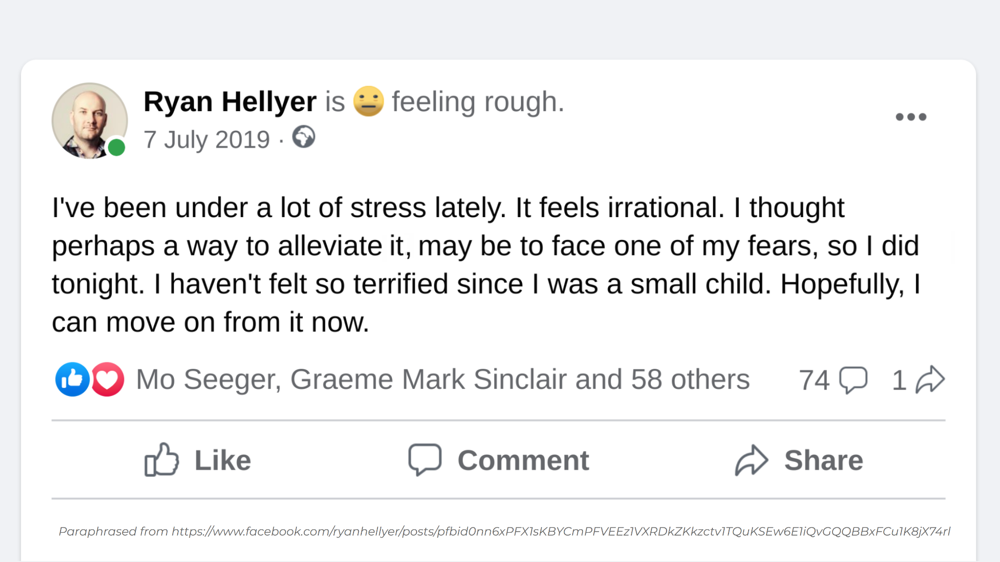 Ryan Hellyer is feeling rough.
7 July 2019 ·
I've been under a lot of stress lately. It feels irrational. I thought
perhaps a way to alleviate it, may be to face one of my fears, so I did
tonight. I haven't felt so terrified since I was a small child. Hopefully, I
can move on from it now.
Mo Seeger, Graeme Mark Sinclair and 58 others 74 1
Like Comment Share
Paraphrased from https://www.facebook.com/ryanhellyer/posts/pfbid0nn6xPFX1sKBYCmPFVEEz1VXRDkZKkzctv1TQuKSEw6E1iQvGQQBBxFCu1K8jX74rl